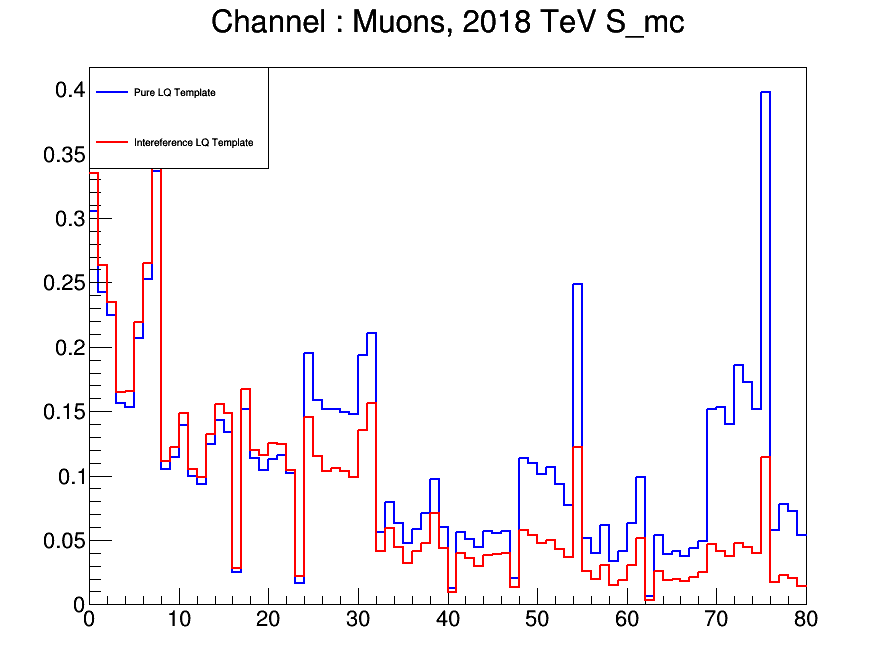 Channel : Muons, 2018 TeV S_mc
Pure LQ Template
Intereference LQ Template
0.4
0.35
0.3
0.25
0.2
0.15
0.1
0.05
0
0 10 20 30 40 50 60 70 80